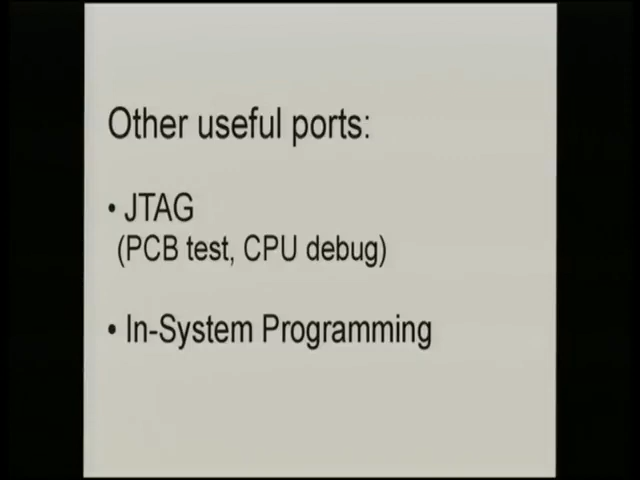 Other useful ports:
• JTAG
(PCB test, CPU debug)
• In-System Programming